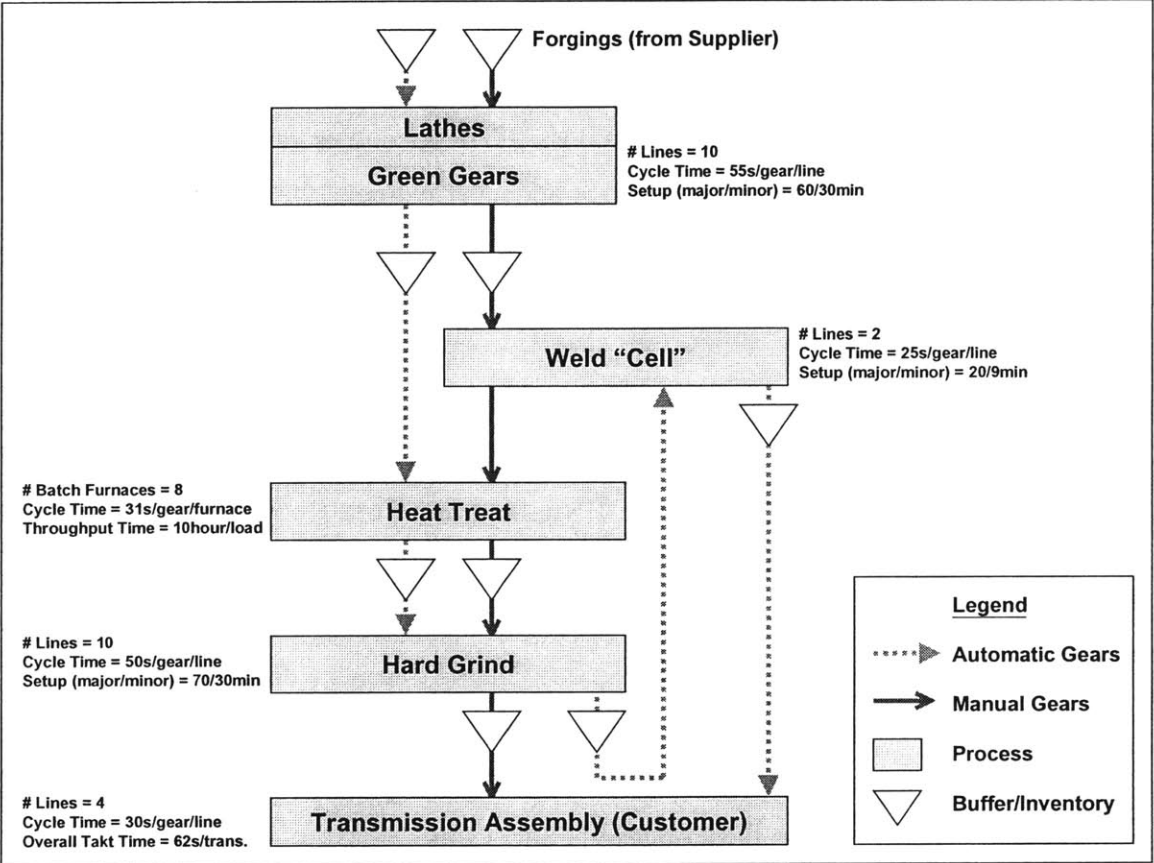 Forgings (from Supplier)
Lathes
Green Gears
# Lines = 10
Cycle Time = 55s/gear/line
Setup (major/minor) = 60/30min
Weld “Cell”
# Lines = 2
Cycle Time = 25s/gear/line
Setup (major/minor) = 20/9min
# Batch Furnaces = 8
Cycle Time = 31s/gear/furnace
Throughput Time = 10hour/load
Heat Treat
# Lines = 10
Cycle Time = 50s/gear/line
Setup (major/minor) = 70/30min
Hard Grind
# Lines = 4
Cycle Time = 30s/gear/line
Overall Takt Time = 62s/trans.
Transmission Assembly (Customer)
Legend
Automatic Gears
Manual Gears
Process
Buffer/Inventory